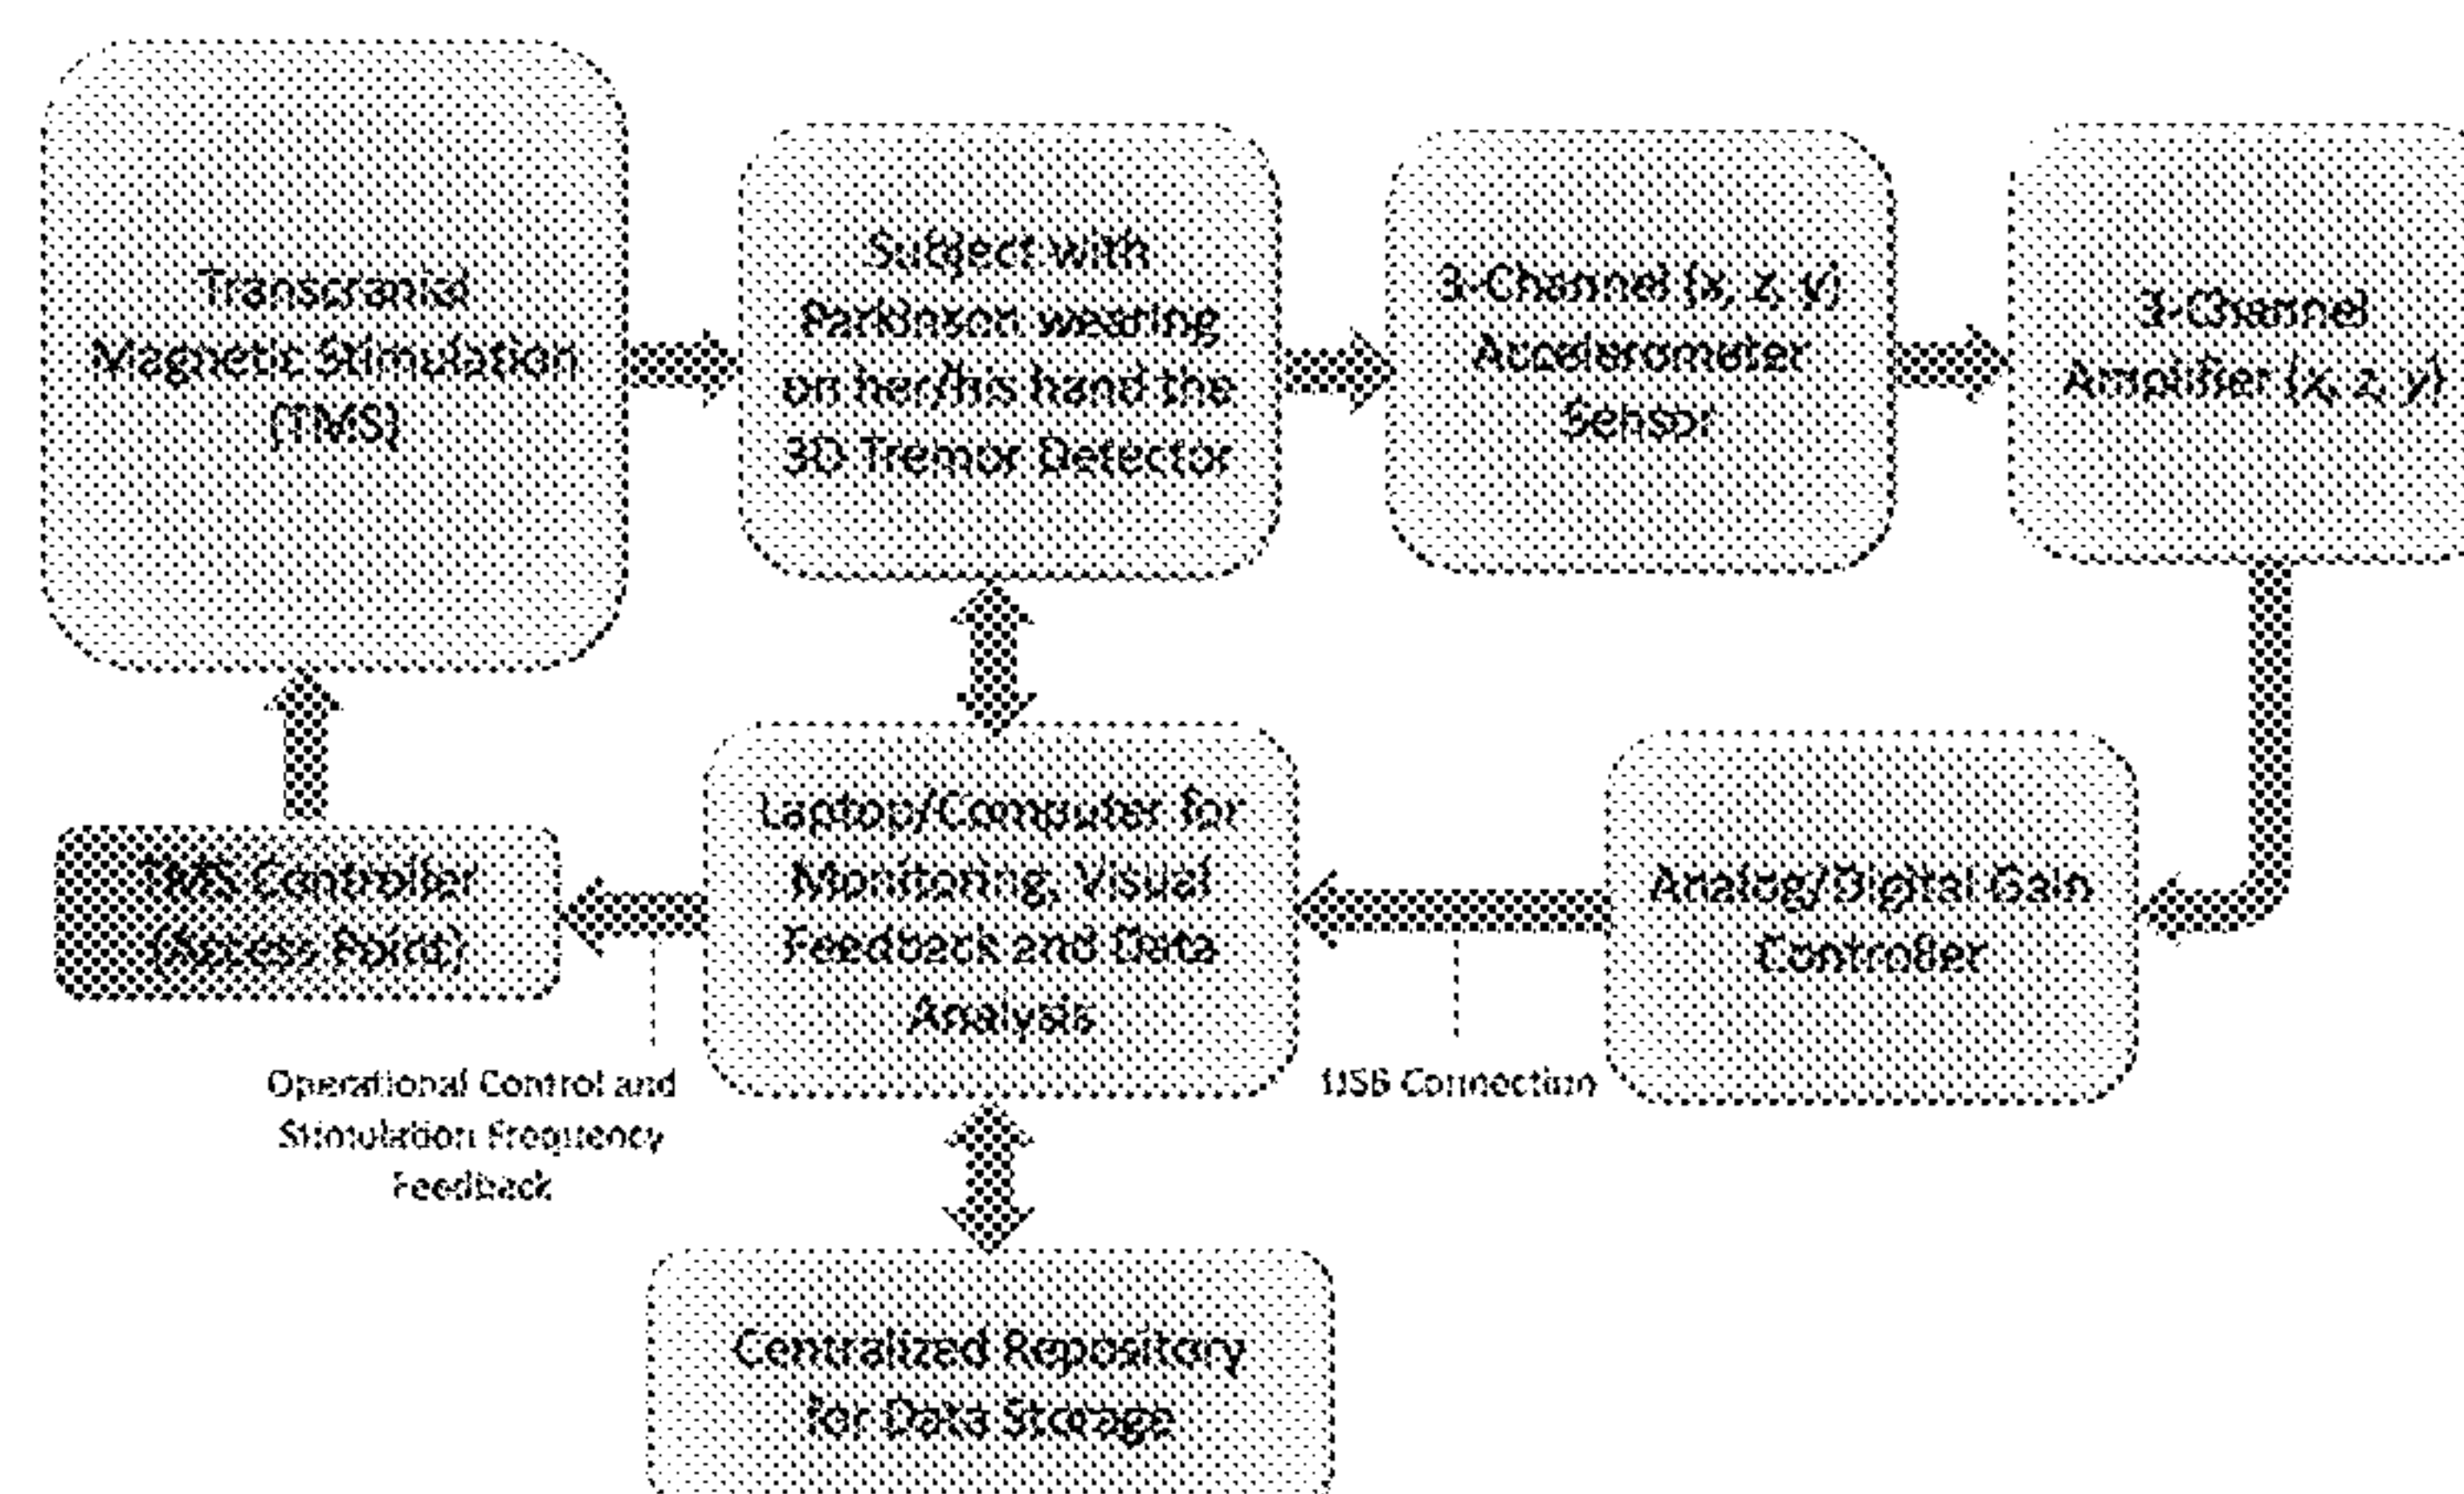 Transcranial
Magnetic Stimulation
(TMS)
Subject with
Parkinson wearing
on her/his hand the
3D Tremor Detector
3-Channel (x, z, y)
Accelerometer
Sensor
3-Channel
Amplifier (x, z, y)
TMS Controller
(Access Point)
Laptop/Computer for
Monitoring, Visual
Feedback and Data
Analysis
Analog/Digital Gain
Controller
Operational Control and
Stimulation Frequency
Feedback
USB Connection
Centralized Repository
for Data Storage